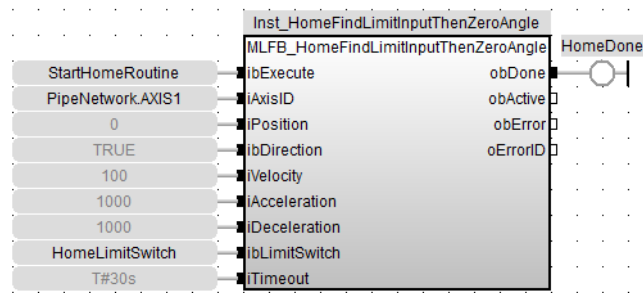 Inst_HomeFindLimitInputThenZeroAngle
MLFB_HomeFindLimitInputThenZeroAngle HomeDone
StartHomeRoutine ibExecute obDone
PipeNetwork.AXIS1 iAxisID obActive
0 iPosition obError
TRUE ibDirection oErrorID
100 iVelocity
1000 iAcceleration
1000 iDeceleration
HomeLimitSwitch ibLimitSwitch
T#30s iTimeout